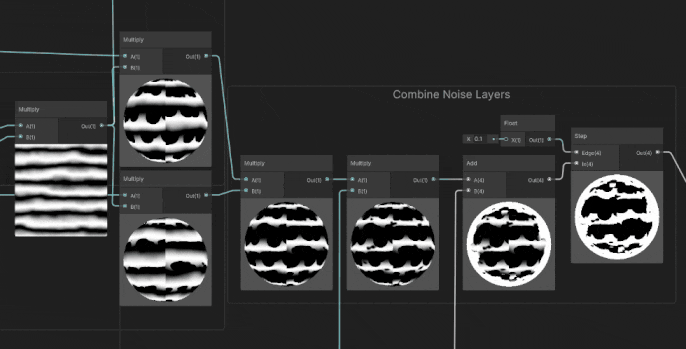 Combine Noise Layers
Multiply
A(1) Out(1)
B(1)
Multiply
A(1) Out(1)
B(1)
Multiply
A(1) Out(1)
B(1)
Multiply
A(1) Out(1)
B(1)
Multiply
A(1) Out(1)
B(1)
Float
X 0.1 X(1) Out(1)
Add
A(4) Out(4)
B(4)
Step
Edge(4) Out(4)
In(4)